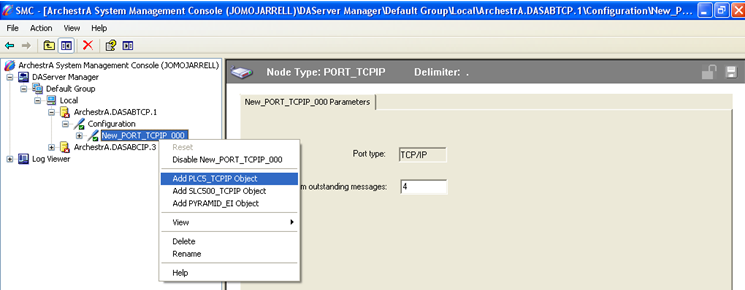 SMC - [ArchestrA System Management Console (JOMOJARRELL)\DAServer Manager\Default Group\Local\ArchestrA.DASABTCP.1\Configuration\New_P...
File Action View Help
ArchestrA System Management Console (JOMOJARRELL)
DAServer Manager
Default Group
Local
ArchestrA.DASABTCP.1
Configuration
New_PORT_TCPIP_000
ArchestrA.DASABCIP.3
Log Viewer
Reset
Disable New_PORT_TCPIP_000
Add PLC5_TCPIP Object
Add SLC500_TCPIP Object
Add PYRAMID_EI Object
View
Delete
Rename
Help
Node Type: PORT_TCPIP Delimiter: .
New_PORT_TCPIP_000 Parameters
Port type: TCP/IP
outstanding messages: 4